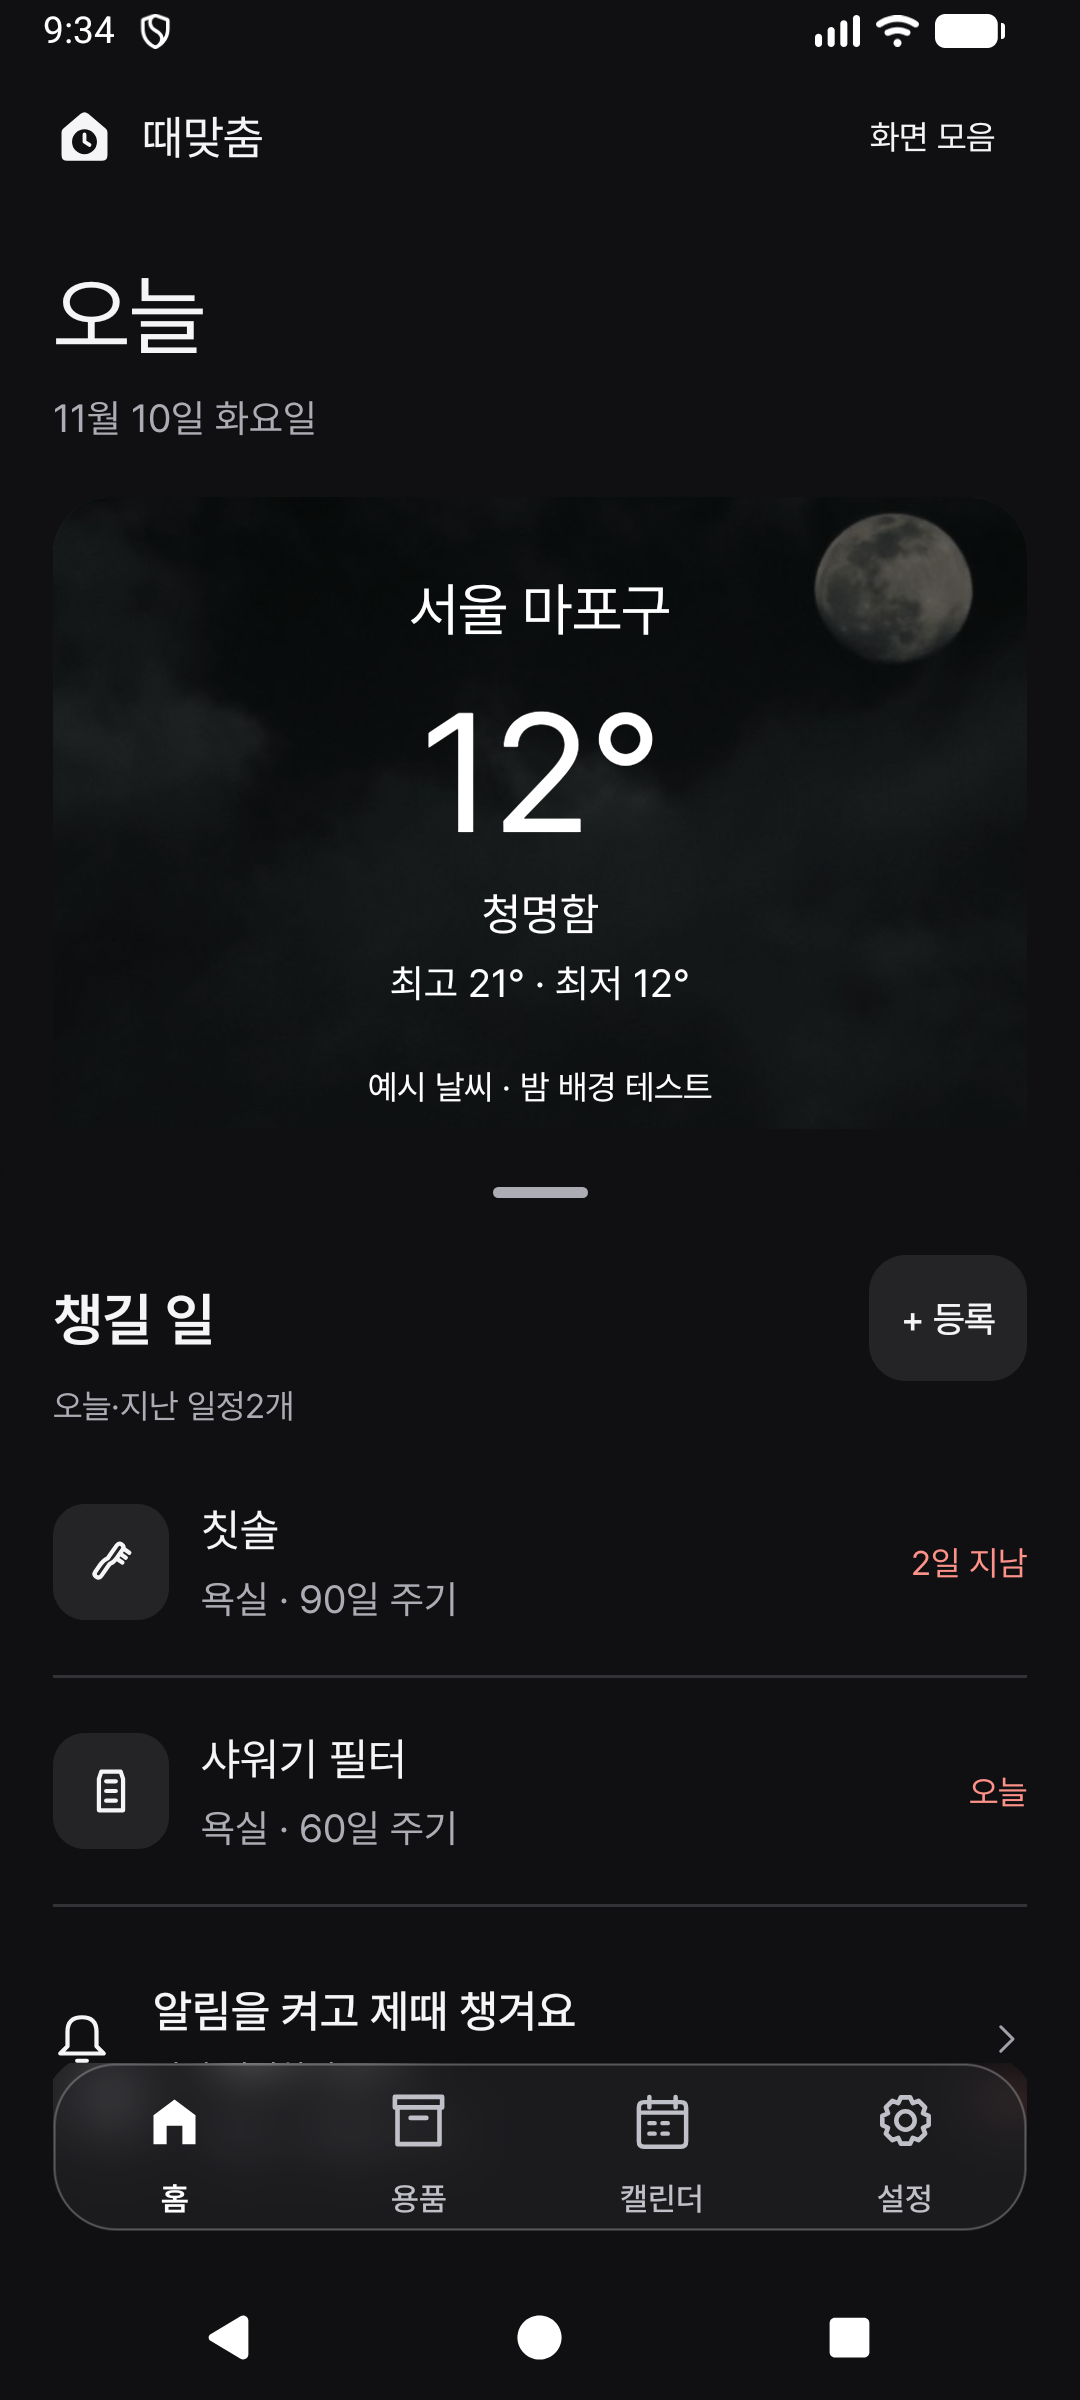 9:34
때맞춤
화면 모음
오늘
11월 10일 화요일
서울 마포구
12°
청명함
최고 21° · 최저 12°
예시 날씨 · 밤 배경 테스트
챙길 일
+ 등록
오늘·지난 일정2개
칫솔
욕실 · 90일 주기
2일 지남
샤워기 필터
욕실 · 60일 주기
오늘
알림을 켜고 제때 챙겨요
홈
용품
캘린더
설정